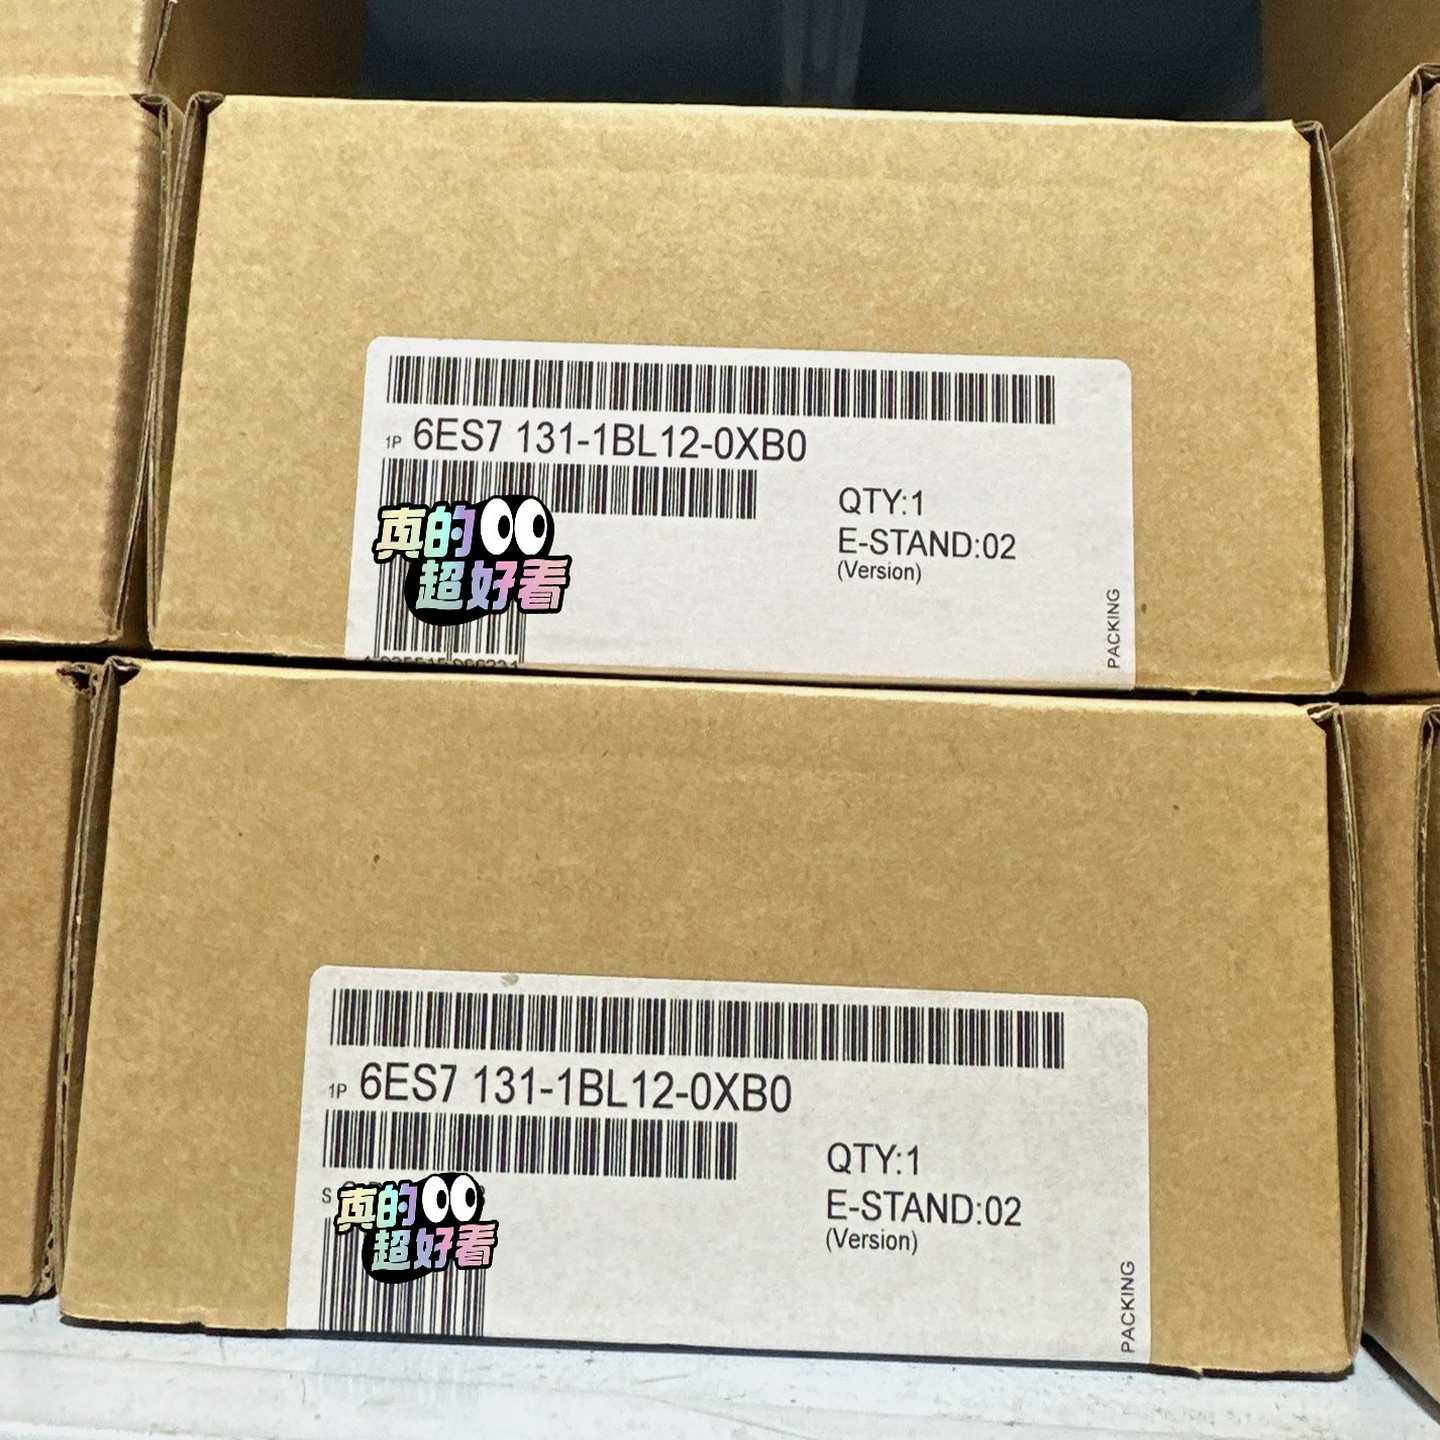 1P 6ES7 131-1BL12-0XB0
QTY:1
E-STAND:02
(Version)
真的
超好看
PACKING
1P 6ES7 131-1BL12-0XB0
QTY:1
S
E-STAND:02
真的
(Version)
超好看
PACKING